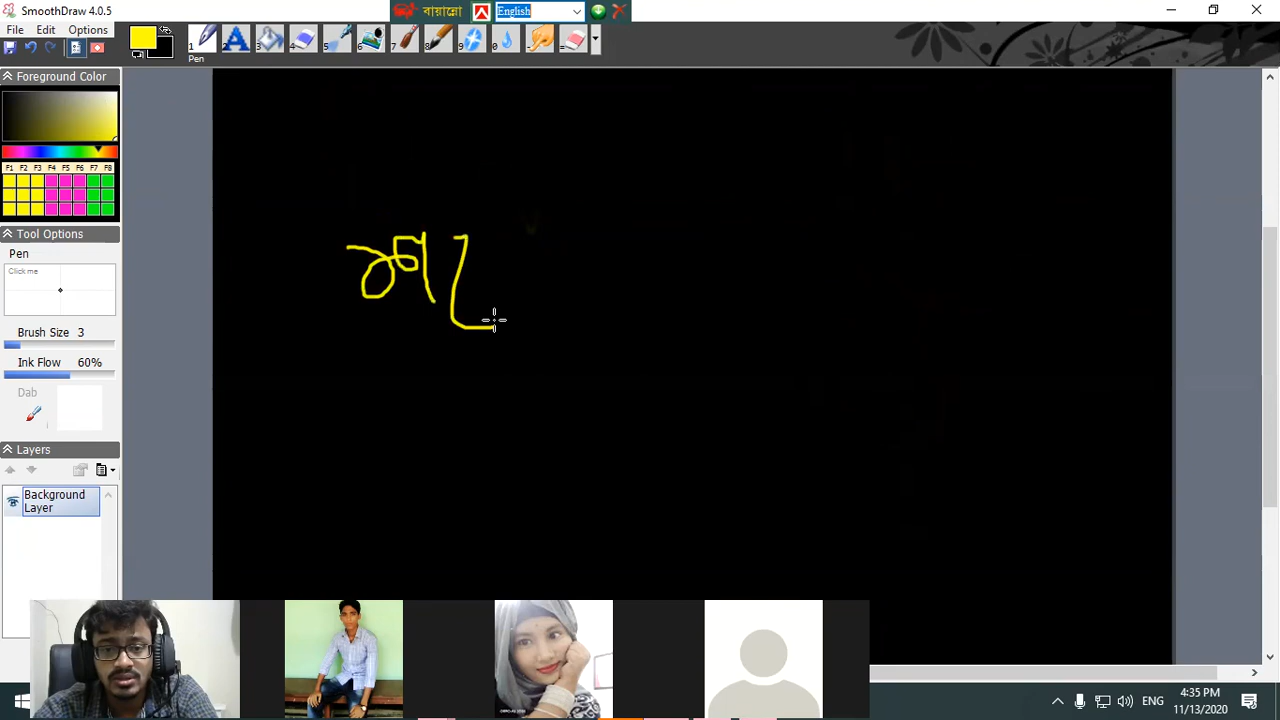 SmoothDraw 4.0.5
বায়ান্নো English
File Edit Options
Pen
Foreground Color
F1 F2 F3 F4 F5 F6 F7 F8
Tool Options
Pen
Click me
Brush Size 3
Ink Flow 60%
Dab
Layers
Background
Layer
ENG
4:35 PM
11/13/2020